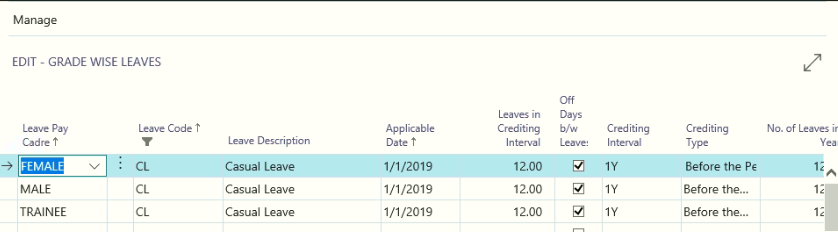 Manage
EDIT - GRADE WISE LEAVES
Leave Pay Cadre ↑ Leave Code ↑ Leave Description Applicable Date ↑ Leaves in Crediting Interval Off Days b/w Leaves Crediting Interval Crediting Type No. of Leaves in
FEMALE CL Casual Leave 1/1/2019 12.00 1Y Before the Pe 12
MALE CL Casual Leave 1/1/2019 12.00 1Y Before the... 12
TRAINEE CL Casual Leave 1/1/2019 12.00 1Y Before the... 12